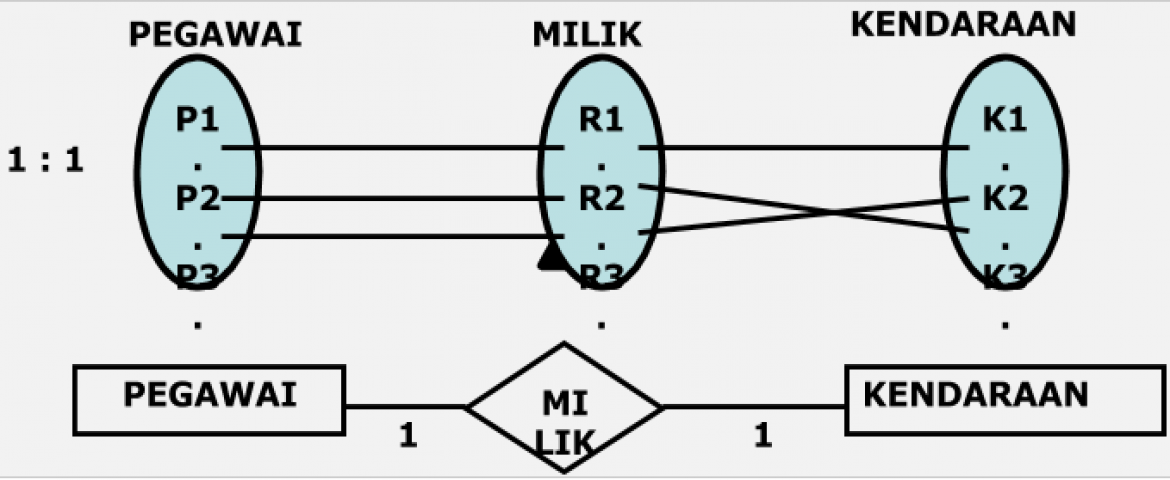 PEGAWAI MILIK KENDARAAN
P1 R1 K1
1 : 1
. . .
P2 R2 K2
. . .
P3 R3 K3
. . .
PEGAWAI MI KENDARAAN
LIK
1 1